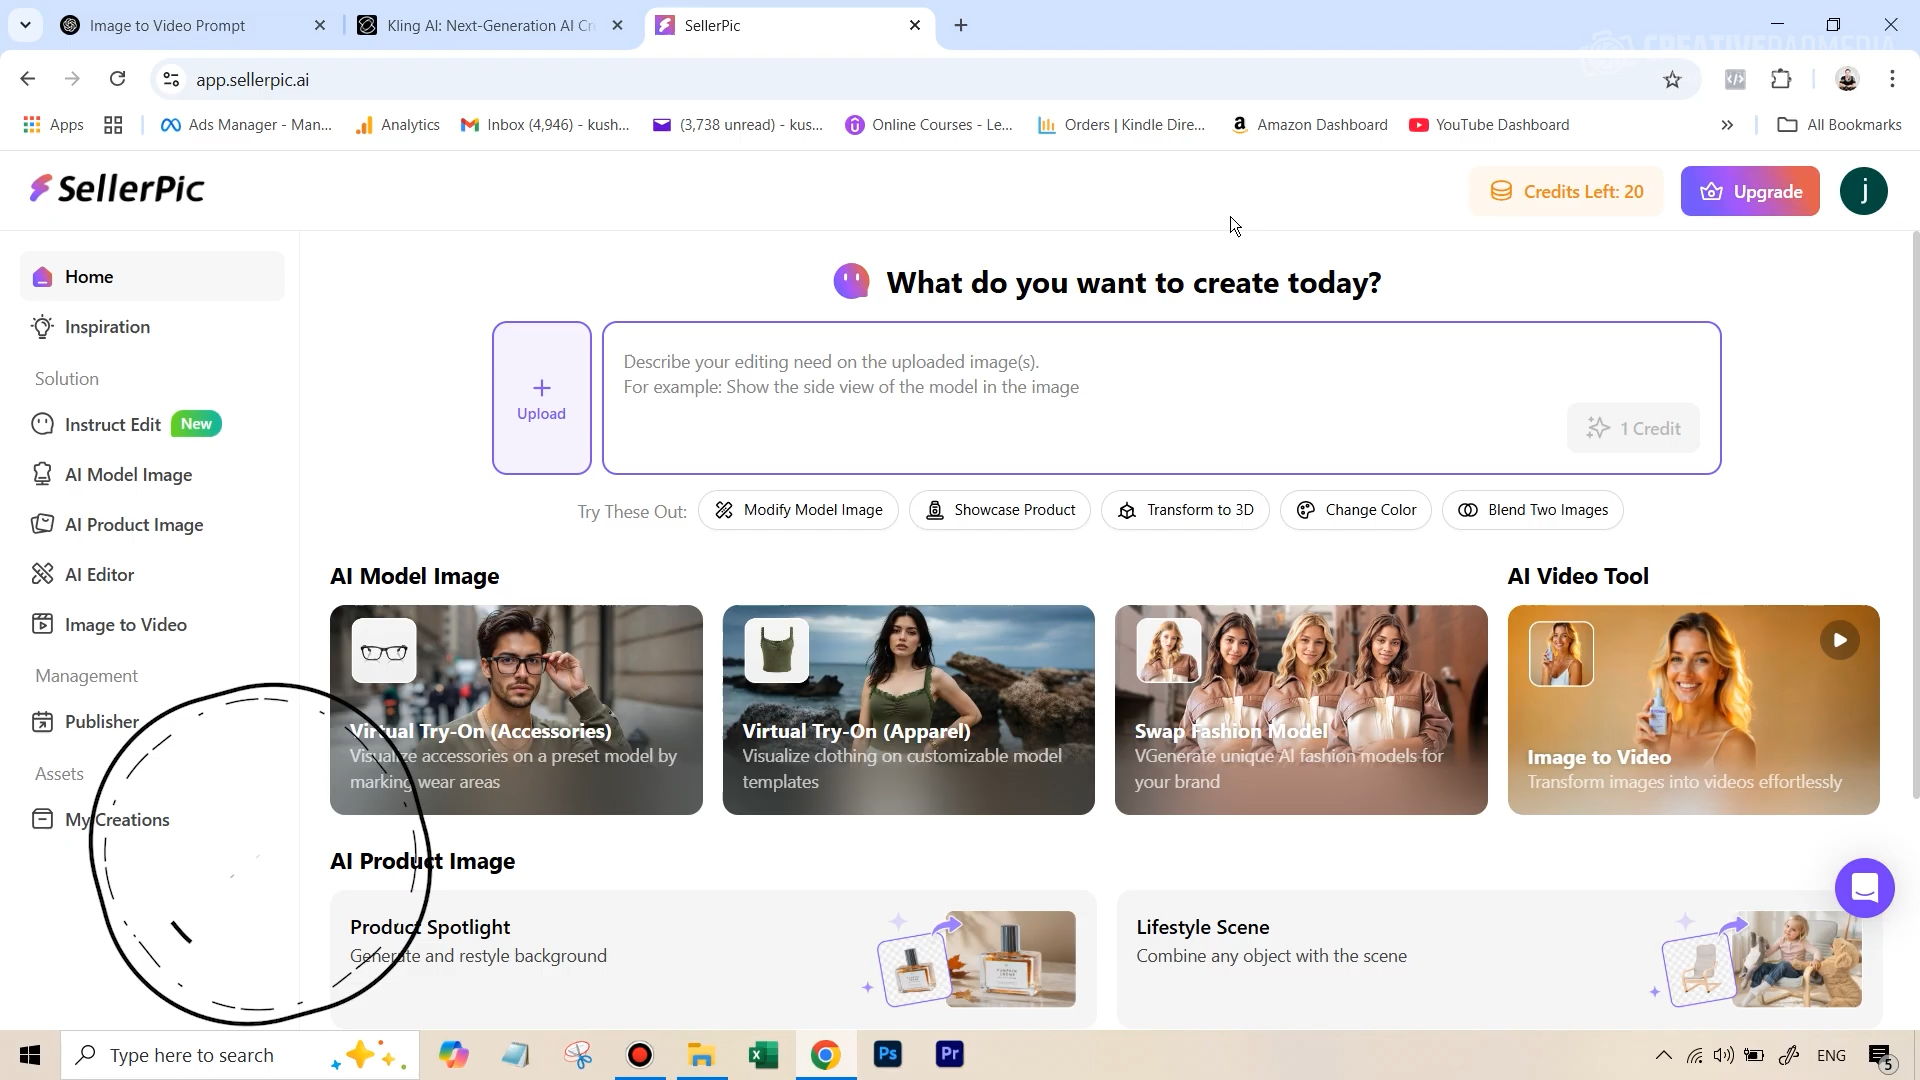 Image to Video Prompt
Kling AI: Next-Generation AI Cr
SellerPic
CREATIVEDADMEDIA
app.sellerpic.ai
Apps
Ads Manager - Man...
Analytics
Inbox (4,946) - kush...
(3,738 unread) - kus...
Online Courses - Le...
Orders | Kindle Dire...
Amazon Dashboard
YouTube Dashboard
All Bookmarks
SellerPic
Credits Left: 20
Upgrade
j
Home
Inspiration
Solution
Instruct Edit New
AI Model Image
AI Product Image
AI Editor
Image to Video
Management
Publisher
Assets
My Creations
What do you want to create today?
Upload
Describe your editing need on the uploaded image(s).
For example: Show the side view of the model in the image
1 Credit
Try These Out:
Modify Model Image
Showcase Product
Transform to 3D
Change Color
Blend Two Images
AI Model Image
Virtual Try-On (Accessories)
Visualize accessories on a preset model by
marking wear areas
Virtual Try-On (Apparel)
Visualize clothing on customizable model
templates
Swap Fashion Model
VGenerate unique AI fashion models for
your brand
AI Video Tool
Image to Video
Transform images into videos effortlessly
AI Product Image
Product Spotlight
Generate and restyle background
Lifestyle Scene
Combine any object with the scene
Type here to search
Ps
Pr
ENG
5